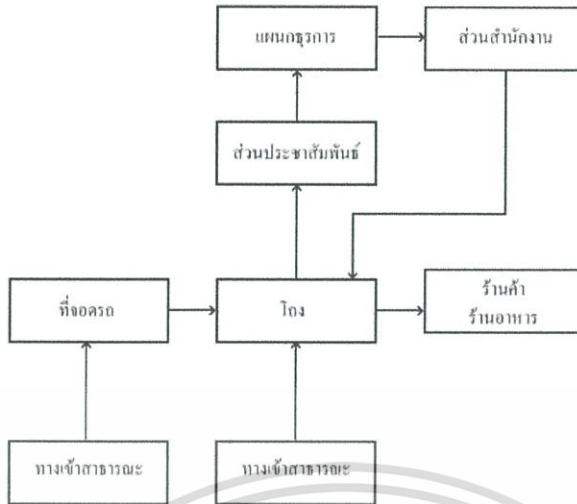 แผนกธุรการ
ส่วนสำนักงาน
ส่วนประชาสัมพันธ์
ที่จอดรถ
โถง
ร้านค้า
ร้านอาหาร
ทางเข้าสาธารณะ
ทางเข้าสาธารณะ